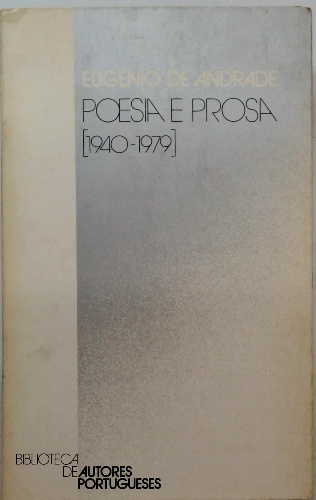 EUGÉNIO DE ANDRADE
POESIA E PROSA
[1940-1979]
BIBLIOTECA
DE AUTORES
PORTUGUESES